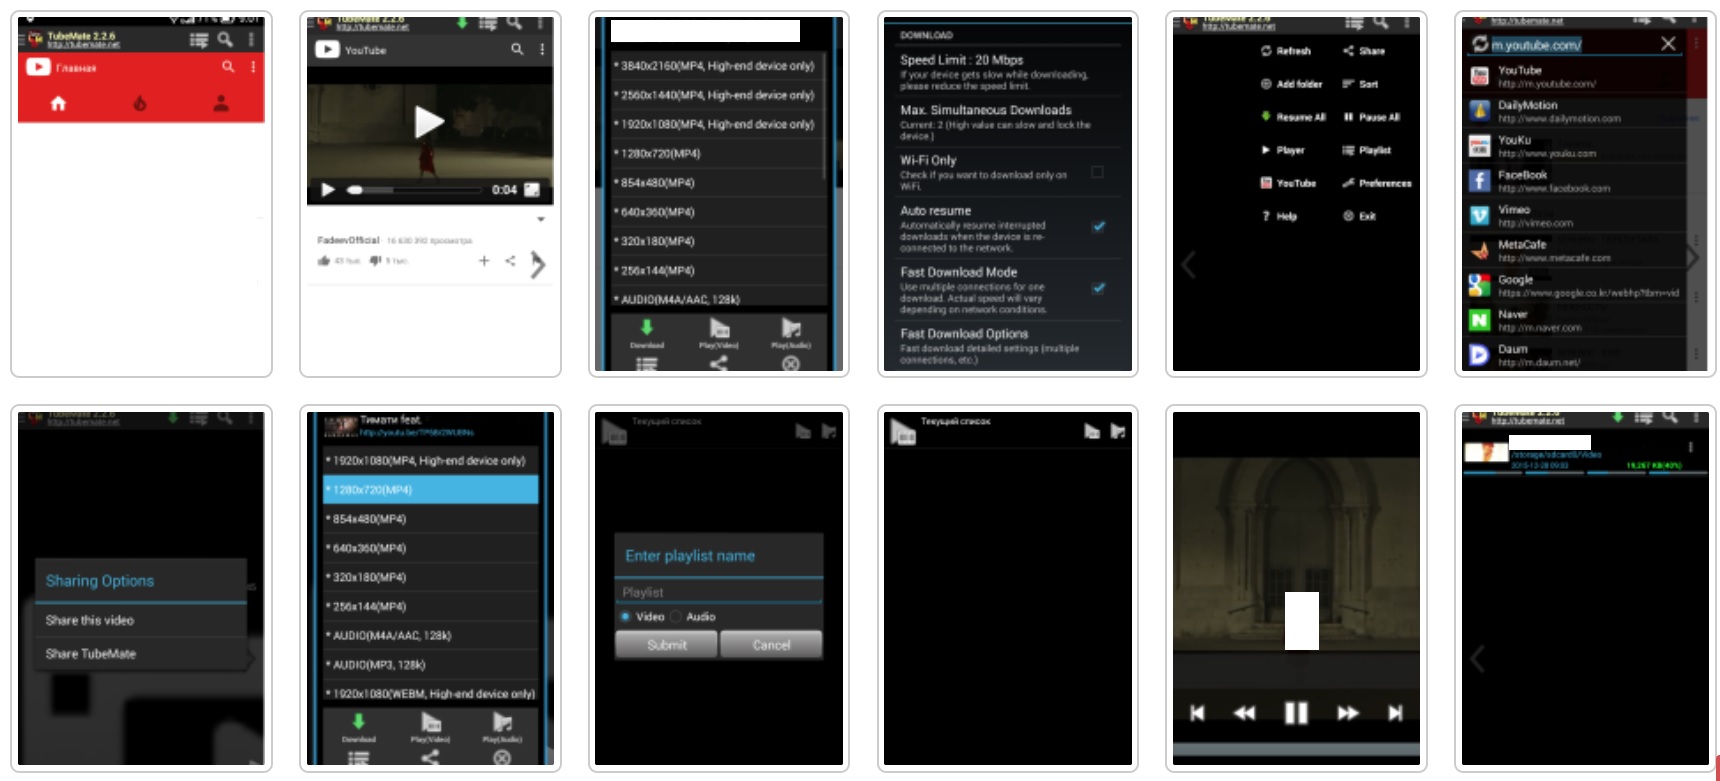 9:01
TubeMate 2.2.6
http://tubemate.net
Главная
TubeMate 2.2.6
http://tubemate.net
YouTube
0:04
FadeevOfficial · 16 630 392 просмотра
43 тыс.
9 тыс.
* 3840x2160(MP4, High-end device only)
* 2560x1440(MP4, High-end device only)
* 1920x1080(MP4, High-end device only)
* 1280x720(MP4)
* 854x480(MP4)
* 640x360(MP4)
* 320x180(MP4)
* 256x144(MP4)
* AUDIO(M4A/AAC, 128k)
Download
Play(Video)
Play(Audio)
DOWNLOAD
Speed Limit : 20 Mbps
If your device gets slow while downloading,
please reduce the speed limit.
Max. Simultaneous Downloads
Current: 2 (High value can slow and lock the
device.)
Wi-Fi Only
Check if you want to download only on
WiFi.
Auto resume
Automatically resume interrupted
downloads when the device is re-
connected to the network.
Fast Download Mode
Use multiple connections for one
download. Actual speed will vary
depending on network conditions.
Fast Download Options
Fast download detailed settings (multiple
connections, etc.)
TubeMate 2.2.6
http://tubemate.net
Refresh
Share
Add folder
Sort
Resume All
Pause All
Player
Playlist
YouTube
Preferences
Help
Exit
http://tubemate.net
m.youtube.com/
YouTube
http://m.youtube.com/
DailyMotion
http://www.dailymotion.com
YouKu
http://www.youku.com
FaceBook
http://www.facebook.com
Vimeo
http://vimeo.com
MetaCafe
http://www.metacafe.com
Google
https://www.google.co.kr/webhp?tbm=vid
Naver
http://m.naver.com
Daum
http://m.daum.net/
TubeMate 2.2.6
http://tubemate.net
Sharing Options
Share this video
Share TubeMate
Тимати feat.
* 1920x1080(MP4, High-end device only)
* 1280x720(MP4)
* 854x480(MP4)
* 640x360(MP4)
* 320x180(MP4)
* 256x144(MP4)
* AUDIO(M4A/AAC, 128k)
* AUDIO(MP3, 128k)
* 1920x1080(WEBM, High-end device only)
Download
Play(Video)
Play(Audio)
Текущий список
Enter playlist name
Playlist
Video
Audio
Submit
Cancel
Текущий список
TubeMate 2.2.6
http://tubemate.net
2015-12-28 09:03